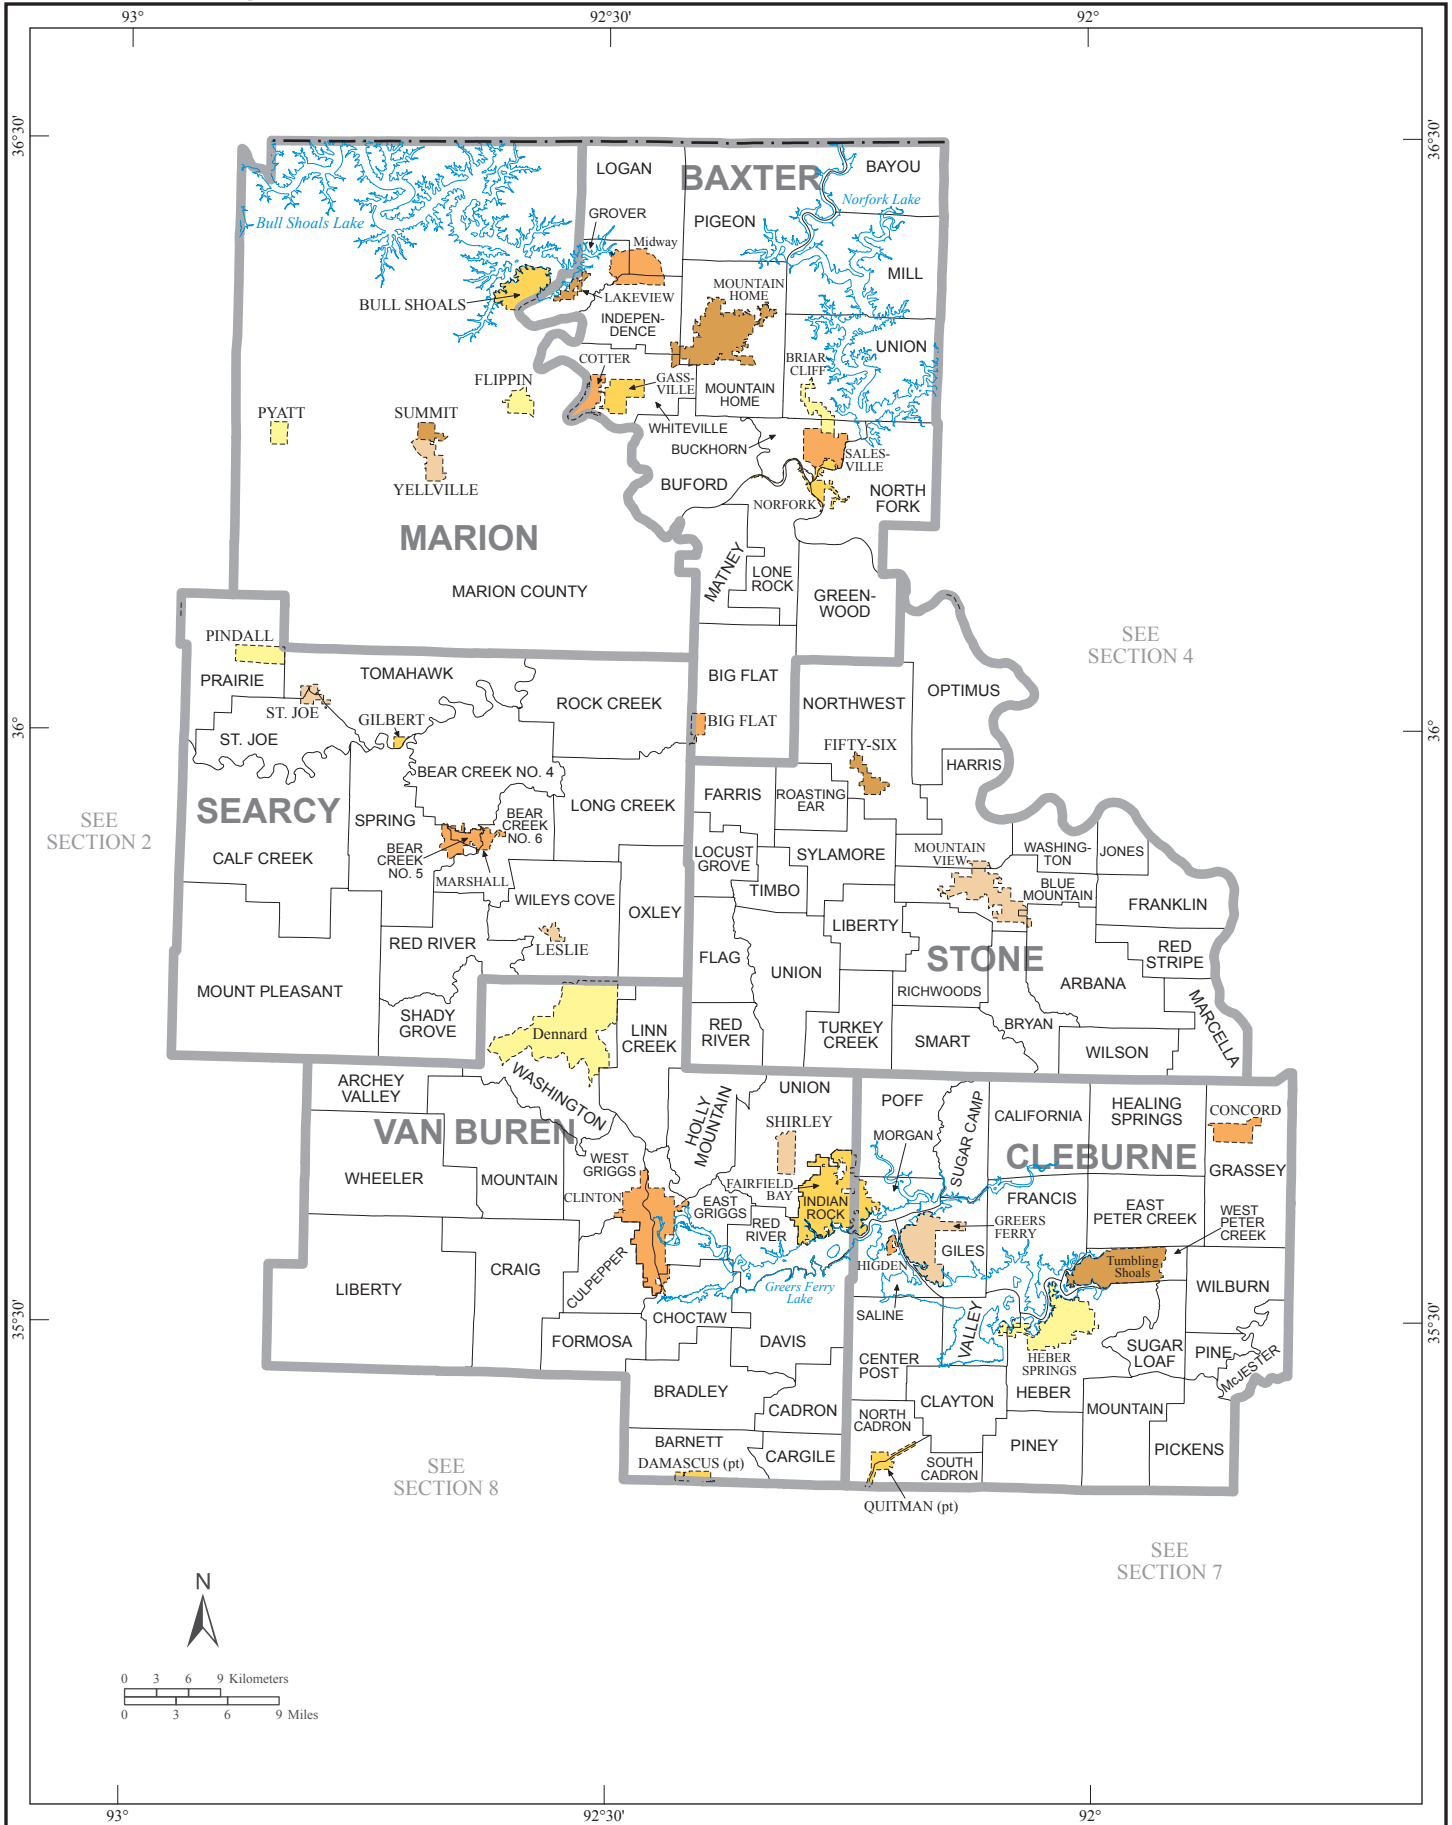 93°
92°30'
92°
36°30'
36°30'
LOGAN
BAXTER
BAYOU
Norfork Lake
Bull Shoals Lake
GROVER
PIGEON
Midway
MILL
BULL SHOALS
LAKEVIEW
MOUNTAIN
HOME
INDEPEN-
DENCE
UNION
COTTER
BRIAR-
CLIFF
FLIPPIN
GASS-
VILLE
MOUNTAIN
HOME
PYATT
SUMMIT
WHITEVILLE
BUCKHORN
SALES-
VILLE
YELLVILLE
BUFORD
NORFORK
NORTH
FORK
MARION
MATNEY
LONE
ROCK
MARION COUNTY
GREEN-
WOOD
SEE
SECTION 4
PINDALL
PRAIRIE
TOMAHAWK
BIG FLAT
OPTIMUS
ROCK CREEK
NORTHWEST
ST. JOE
GILBERT
BIG FLAT
36°
36°
ST. JOE
FIFTY-SIX
BEAR CREEK NO. 4
HARRIS
FARRIS
ROASTING
EAR
SEARCY
LONG CREEK
SPRING
BEAR
CREEK
NO. 6
SEE
SECTION 2
BEAR
CREEK
NO. 5
LOCUST
GROVE
SYLAMORE
MOUNTAIN
VIEW
WASHING-
TON
JONES
CALF CREEK
MARSHALL
TIMBO
BLUE
MOUNTAIN
WILEYS COVE
OXLEY
FRANKLIN
LIBERTY
RED RIVER
LESLIE
FLAG
STONE
RED
STRIPE
UNION
ARBANA
MOUNT PLEASANT
RICHWOODS
MARCELLA
SHADY
GROVE
Dennard
LINN
CREEK
RED
RIVER
TURKEY
CREEK
SMART
BRYAN
WILSON
ARCHEY
VALLEY
WASHINGTON
UNION
POFF
SUGAR CAMP
CALIFORNIA
HEALING
SPRINGS
CONCORD
VAN BUREN
HOLLY
MOUNTAIN
SHIRLEY
MORGAN
CLEBURNE
WEST
GRIGGS
WHEELER
MOUNTAIN
GRASSEY
CLINTON
FAIRFIELD
BAY
INDIAN
ROCK
FRANCIS
EAST
GRIGGS
EAST
PETER CREEK
WEST
PETER
CREEK
RED
RIVER
GREERS
FERRY
GILES
HIGDEN
Tumbling
Shoals
CRAIG
CULPEPPER
LIBERTY
Greers Ferry
Lake
WILBURN
35°30'
35°30'
CHOCTAW
SALINE
VALLEY
FORMOSA
DAVIS
SUGAR
LOAF
PINE
CENTER
POST
HEBER
SPRINGS
McJESTER
BRADLEY
HEBER
CLAYTON
CADRON
NORTH
CADRON
MOUNTAIN
BARNETT
PINEY
PICKENS
CARGILE
DAMASCUS (pt)
SOUTH
CADRON
SEE
SECTION 8
QUITMAN (pt)
SEE
SECTION 7
N
0 3 6 9 Kilometers
0 3 6 9 Miles
93°
92°30'
92°